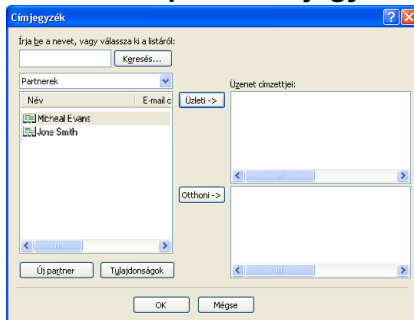 Címjegyzék
Írja be a nevet, vagy válassza ki a listáról:
Keresés...
Partnerek
Üzenet címzettjei:
Név E-mail c
Üzleti ->
Micheal Evans
Jone Smith
Otthoni ->
Új partner Tulajdonságok
OK Mégse